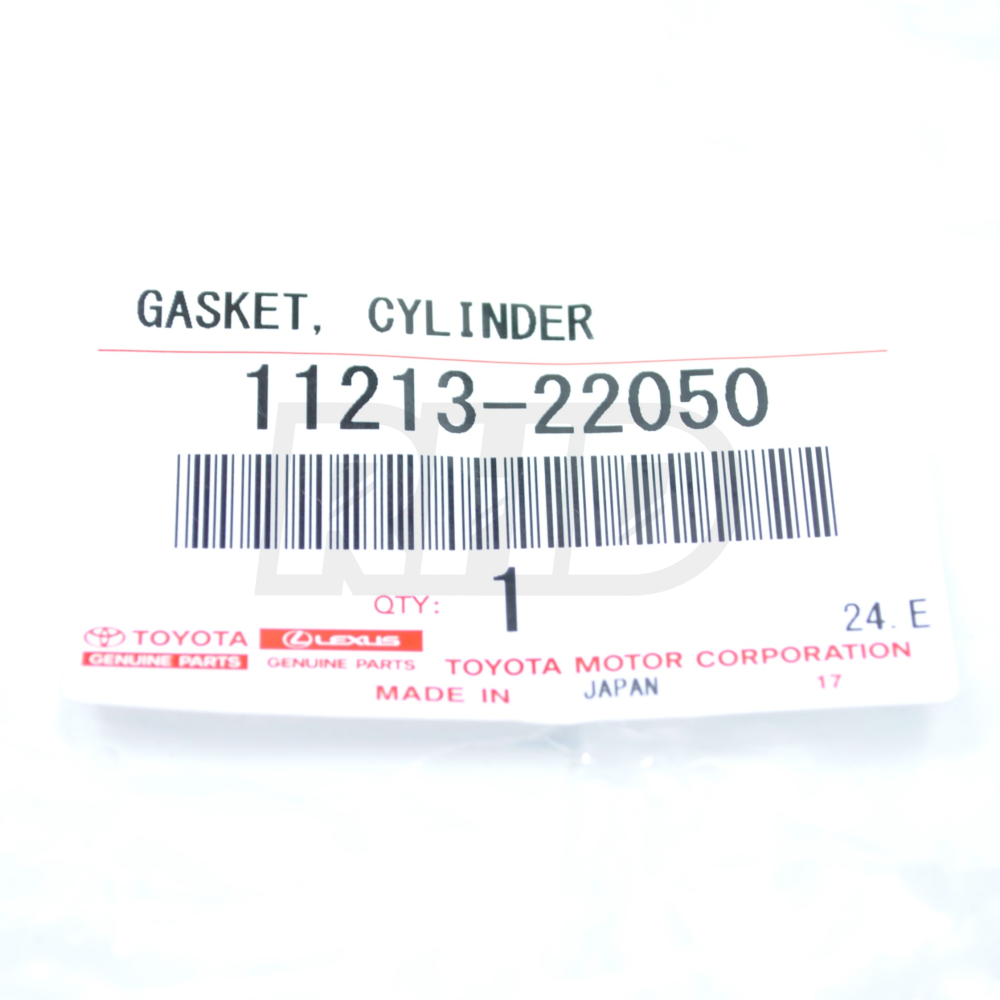 GASKET, CYLINDER
11213-22050
RHD
QTY: 1
24. E
TOYOTA LEXUS
GENUINE PARTS GENUINE PARTS TOYOTA MOTOR CORPORATION
MADE IN JAPAN 17